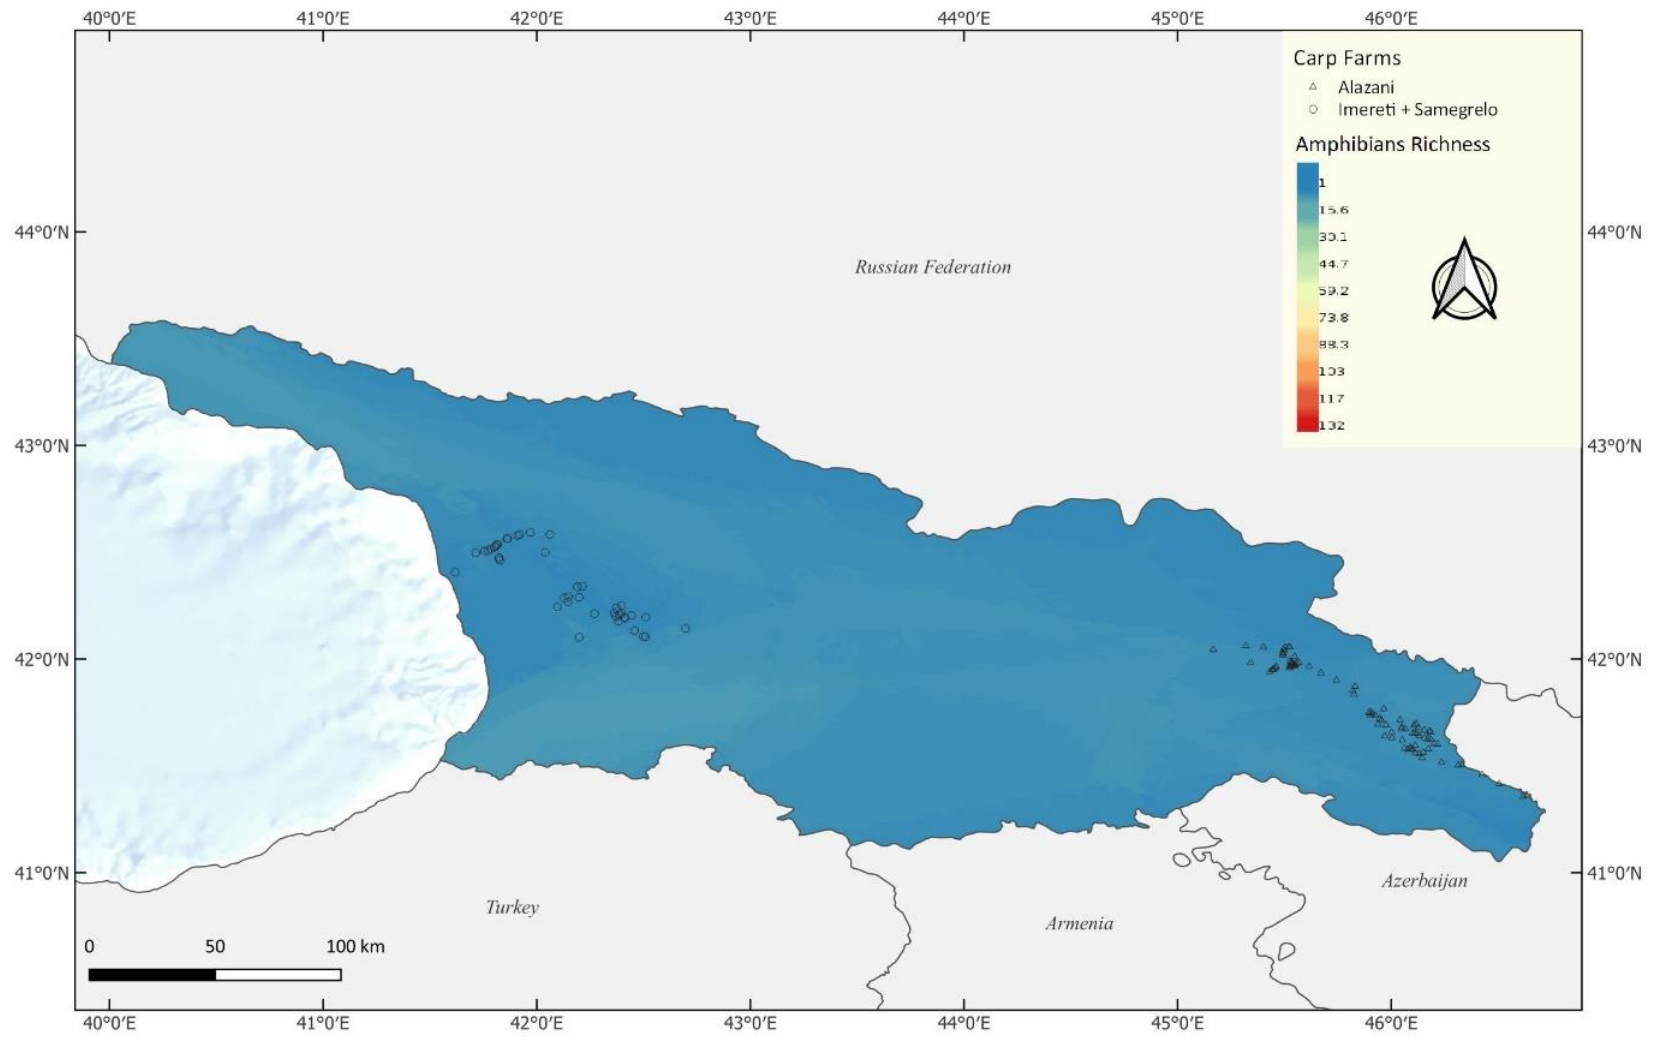 40°0′E 41°0′E 42°0′E 43°0′E 44°0′E 45°0′E 46°0′E
Carp Farms
Alazani
Imereti + Samegrelo
Amphibians Richness
1
15.6
30.1
44.7
59.2
73.8
88.3
103
117
132
44°0′N 44°0′N
Russian Federation
43°0′N 43°0′N
42°0′N 42°0′N
41°0′N 41°0′N
Azerbaijan
Turkey
Armenia
0 50 100 km
40°0′E 41°0′E 42°0′E 43°0′E 44°0′E 45°0′E 46°0′E